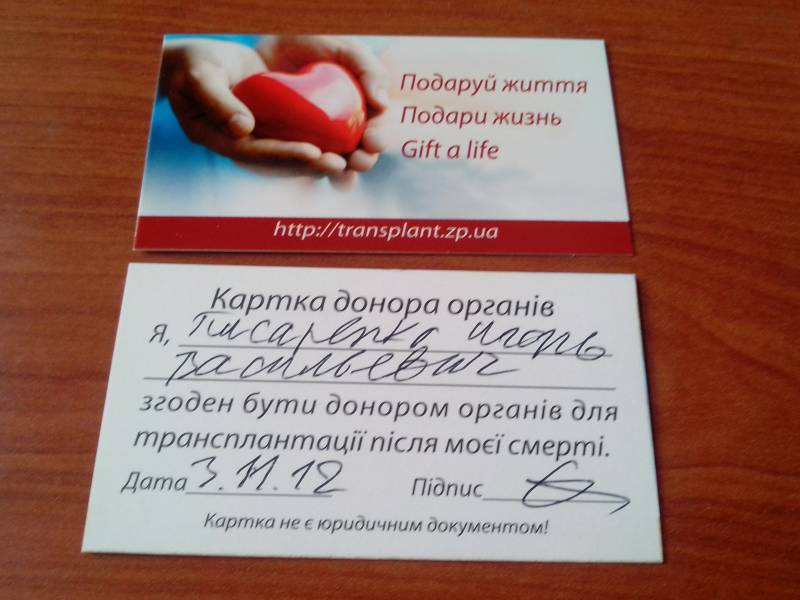 Подаруй життя
Подари жизнь
Gift a life
http://transplant.zp.ua
Картка донора органів
Я, Писаренко Игорь
Васильевич
згоден бути донором органів для
трансплантації після моєї смерті.
Дата 3.11.12 Підпис
Картка не є юридичним документом!